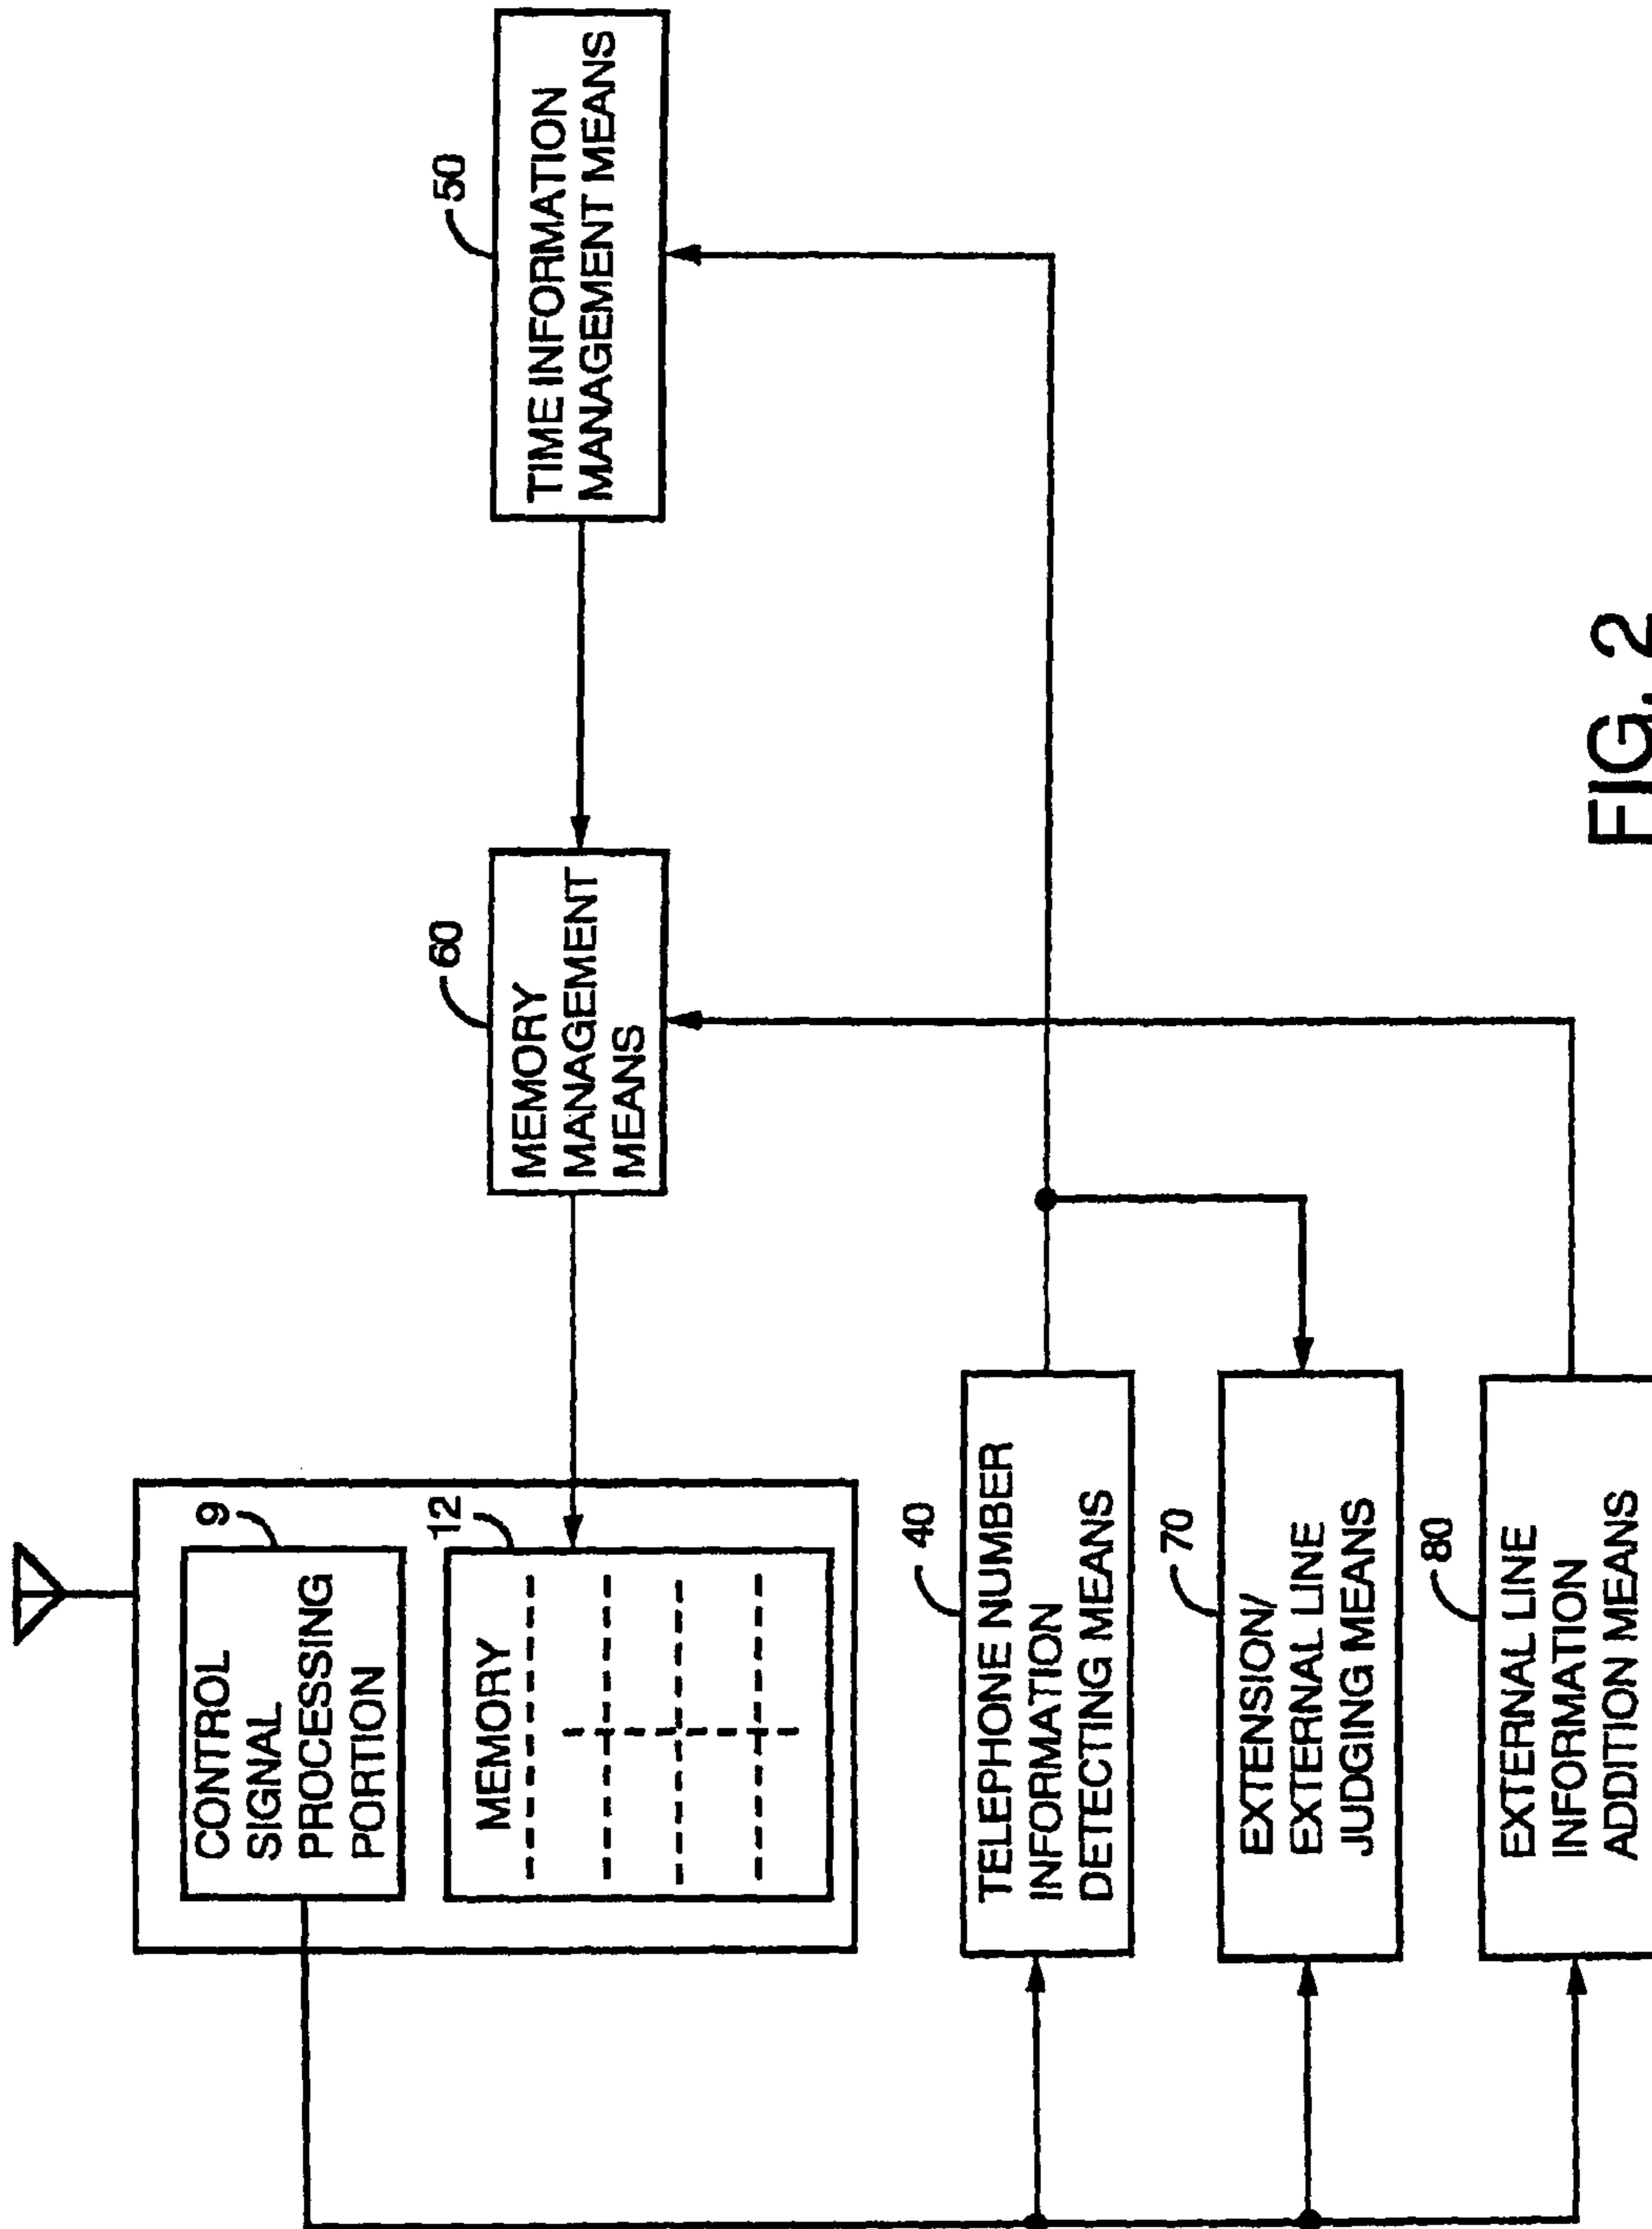 CONTROL
SIGNAL
PROCESSING
PORTION
9
MEMORY
12
MEMORY
MANAGEMENT
MEANS
60
TIME INFORMATION
MANAGEMENT MEANS
50
TELEPHONE NUMBER
INFORMATION
DETECTING MEANS
40
EXTENSION/
EXTERNAL LINE
JUDGING MEANS
70
EXTERNAL LINE
INFORMATION
ADDITION MEANS
80
FIG. 2